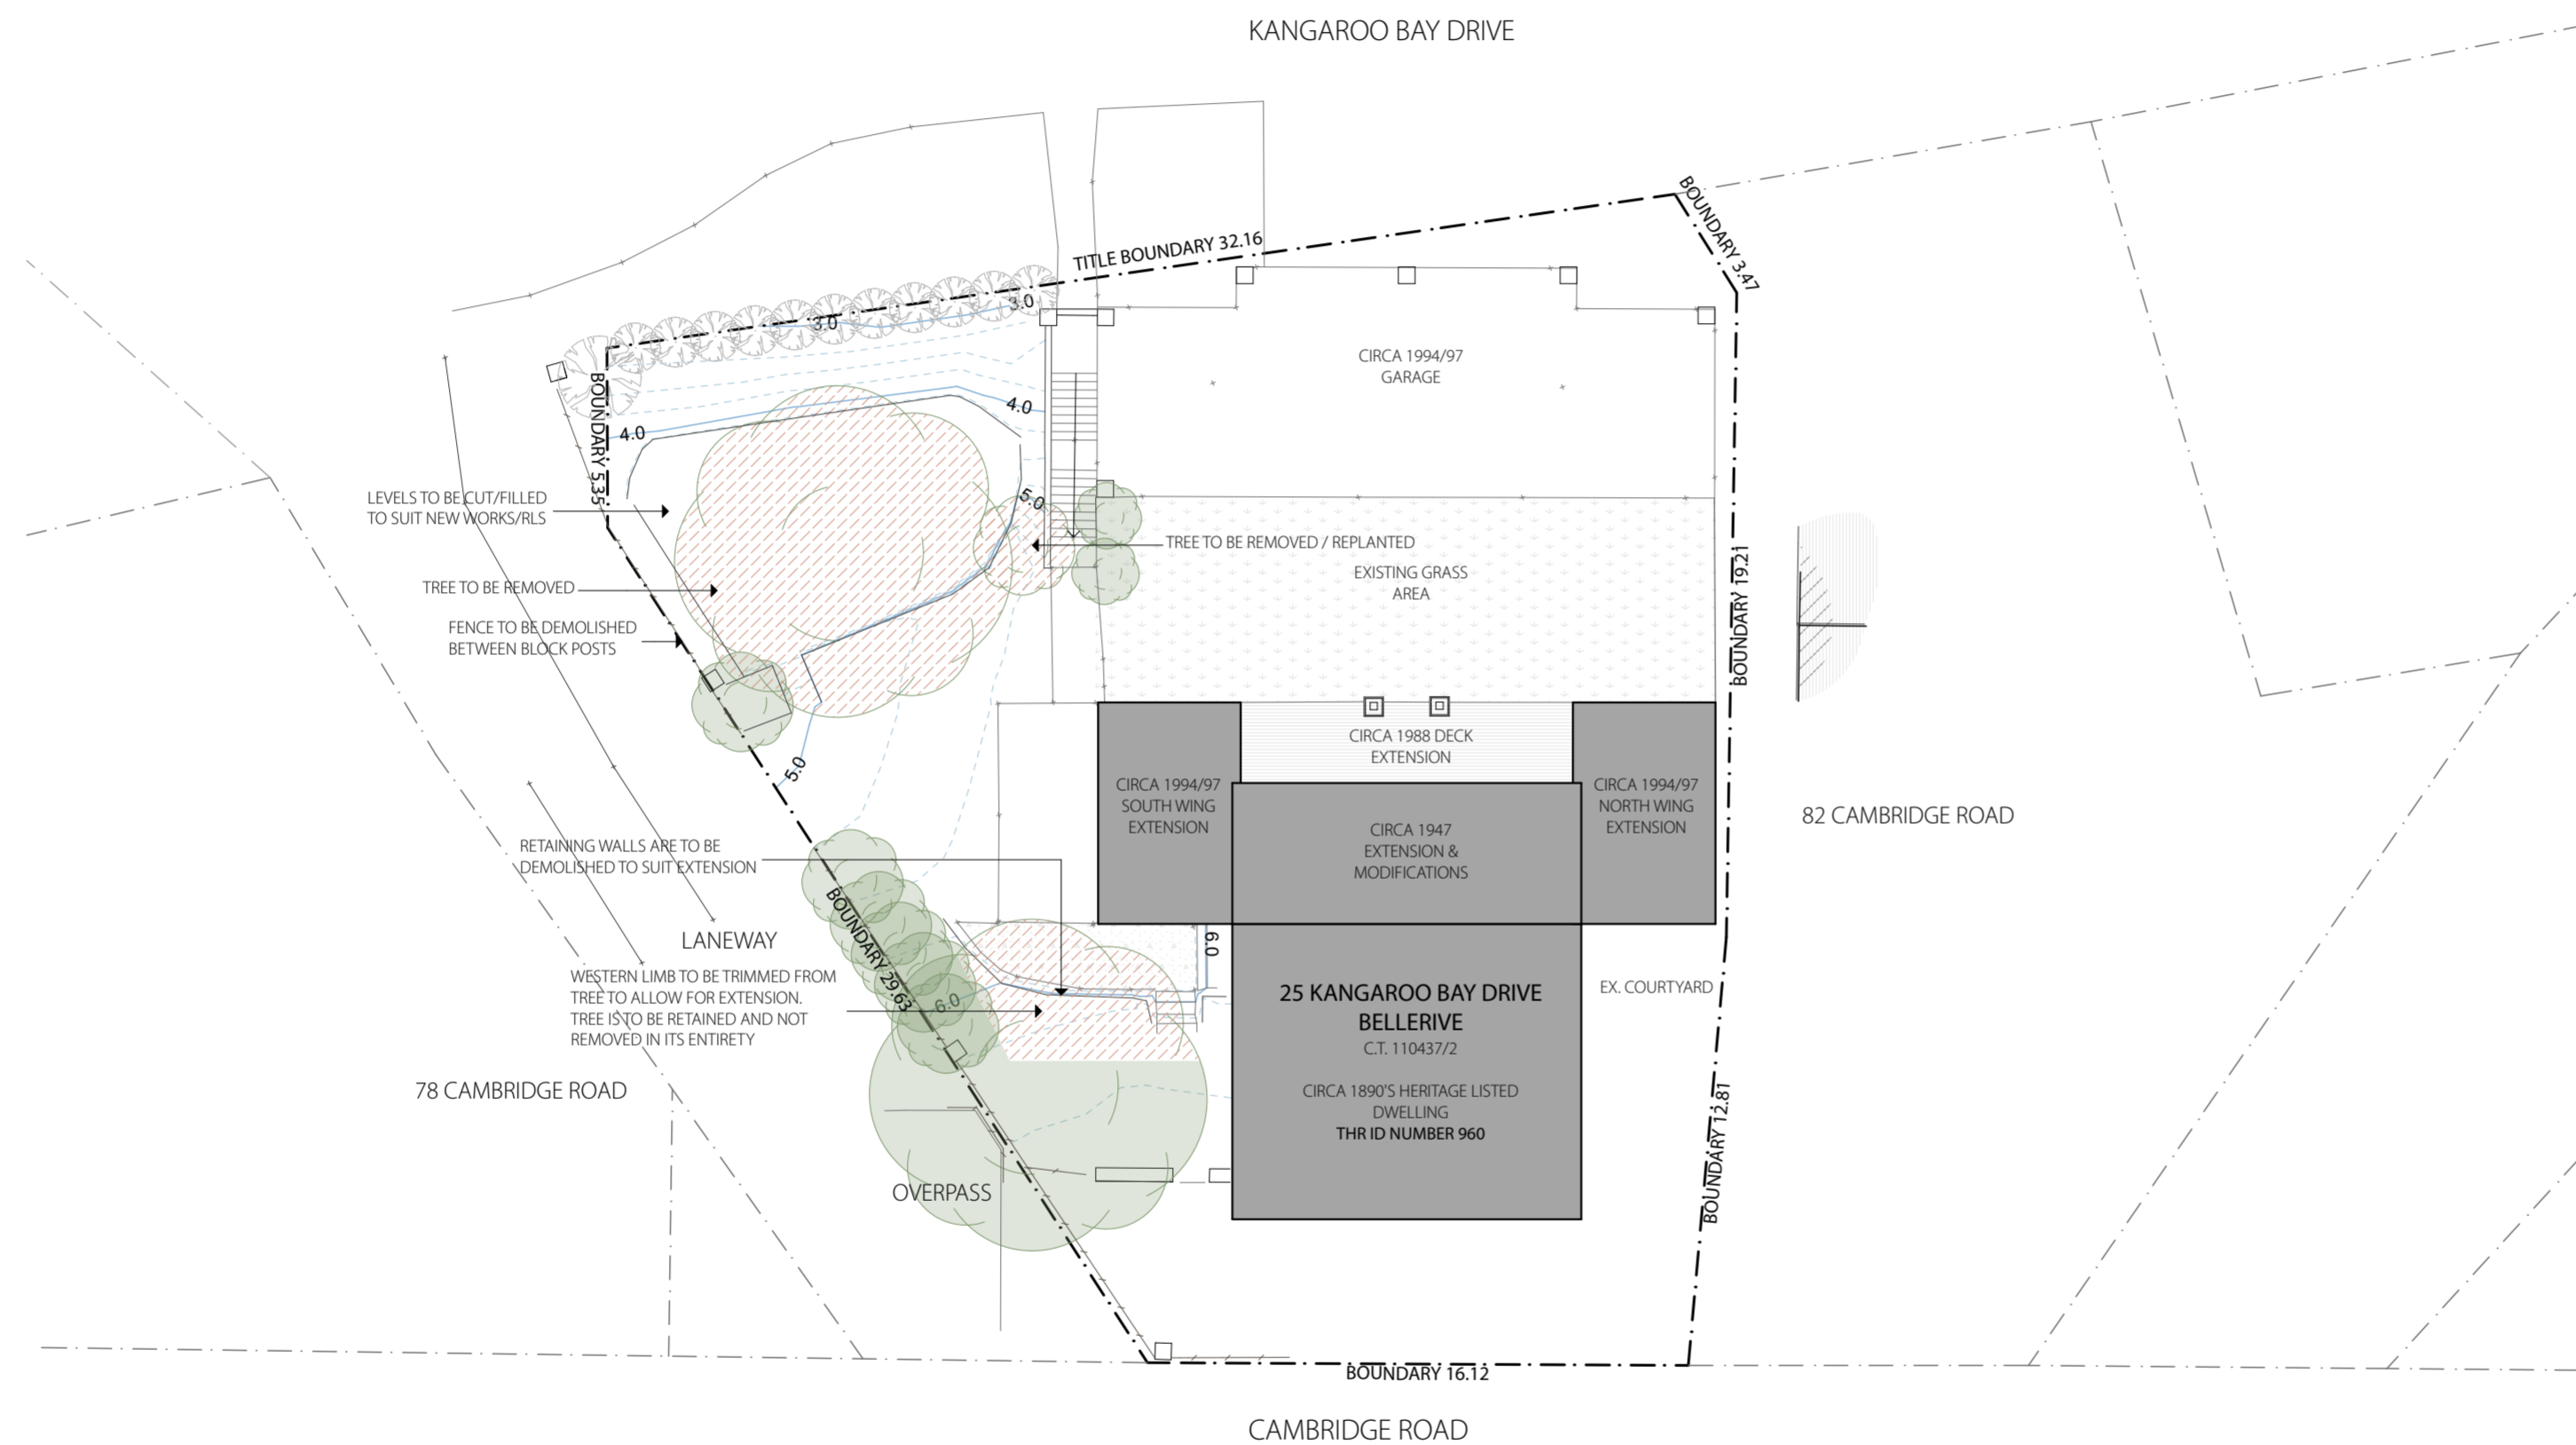 KANGAROO BAY DRIVE
BOUNDARY 3.47
TITLE BOUNDARY 32.16
3.0
3.0
CIRCA 1994/97
GARAGE
BOUNDARY 5.35
4.0
4.0
LEVELS TO BE CUT/FILLED
TO SUIT NEW WORKS/RLS
5.0
TREE TO BE REMOVED / REPLANTED
EXISTING GRASS
AREA
BOUNDARY 19.21
TREE TO BE REMOVED
FENCE TO BE DEMOLISHED
BETWEEN BLOCK POSTS
CIRCA 1988 DECK
EXTENSION
5.0
CIRCA 1994/97
SOUTH WING
EXTENSION
CIRCA 1994/97
NORTH WING
EXTENSION
82 CAMBRIDGE ROAD
CIRCA 1947
EXTENSION &
MODIFICATIONS
RETAINING WALLS ARE TO BE
DEMOLISHED TO SUIT EXTENSION
BOUNDARY 29.63
LANEWAY
6.0
WESTERN LIMB TO BE TRIMMED FROM
TREE TO ALLOW FOR EXTENSION.
TREE IS TO BE RETAINED AND NOT
REMOVED IN ITS ENTIRETY
6.0
25 KANGAROO BAY DRIVE
BELLERIVE
C.T. 110437/2
EX. COURTYARD
78 CAMBRIDGE ROAD
CIRCA 1890'S HERITAGE LISTED
DWELLING
THR ID NUMBER 960
BOUNDARY 12.81
OVERPASS
BOUNDARY 16.12
CAMBRIDGE ROAD